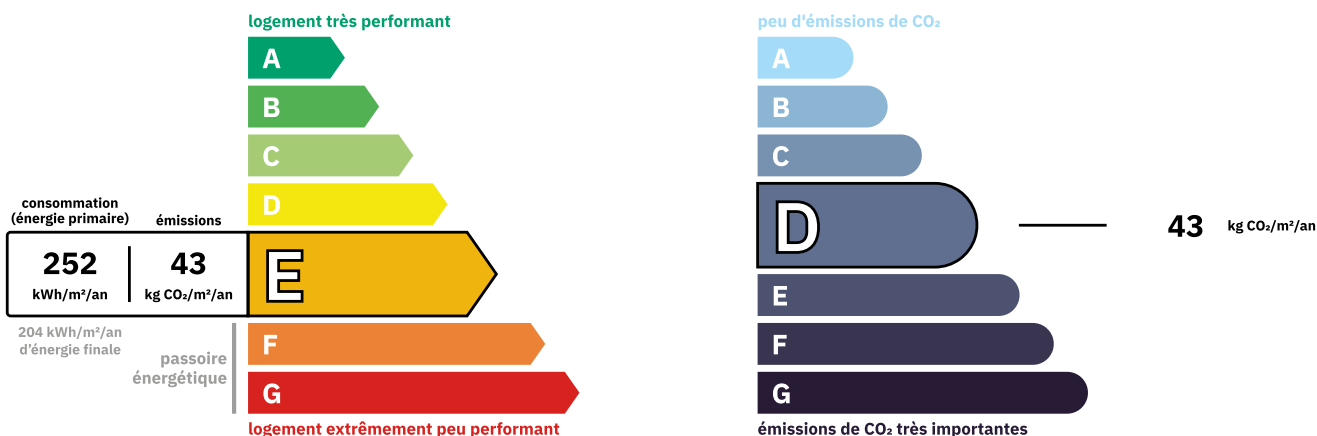 logement très performant
A
B
C
D
consommation
(énergie primaire)
émissions
252
kWh/m²/an
43
kg CO₂/m²/an
E
204 kWh/m²/an
d'énergie finale
passoire
énergétique
F
G
logement extrêmement peu performant
peu d'émissions de CO₂
A
B
C
D
43 kg CO₂/m²/an
E
F
G
émissions de CO₂ très importantes